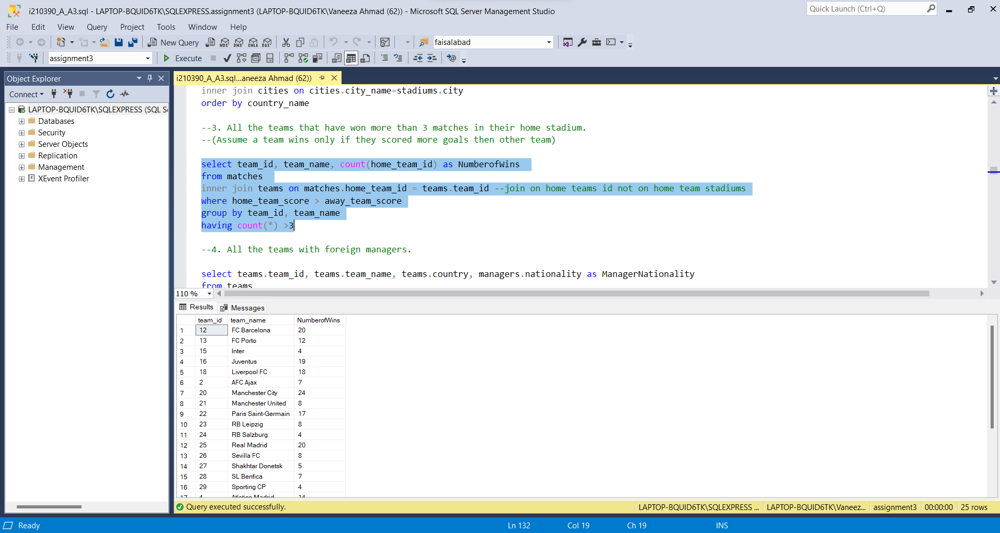 i210390_A_A3.sql - LAPTOP-BQUID6TK\SQLEXPRESS.assignment3 (LAPTOP-BQUID6TK\Vaneeza Ahmad (62)) - Microsoft SQL Server Management Studio
Quick Launch (Ctrl+Q)
File Edit View Query Project Tools Window Help
New Query
MDX DMX XMLA DAX
faisalabad
assignment3
Execute
Object Explorer
i210390_A_A3.sql...aneeza Ahmad (62))
Connect
LAPTOP-BQUID6TK\SQLEXPRESS (SQL S
Databases
Security
Server Objects
Replication
Management
XEvent Profiler
inner join cities on cities.city_name=stadiums.city
order by country_name
--3. All the teams that have won more than 3 matches in their home stadium.
--(Assume a team wins only if they scored more goals then other team)
select team_id, team_name, count(home_team_id) as NumberofWins
from matches
inner join teams on matches.home_team_id = teams.team_id --join on home teams id not on home team stadiums
where home_team_score > away_team_score
group by team_id, team_name
having count(*) >3
--4. All the teams with foreign managers.
select teams.team_id, teams.team_name, teams.country, managers.nationality as ManagerNationality
from teams
110 %
Results Messages
team_id team_name NumberofWins
1 12 FC Barcelona 20
2 13 FC Porto 12
3 15 Inter 4
4 16 Juventus 19
5 18 Liverpool FC 18
6 2 AFC Ajax 7
7 20 Manchester City 24
8 21 Manchester United 8
9 22 Paris Saint-Germain 17
10 23 RB Leipzig 8
11 24 RB Salzburg 4
12 25 Real Madrid 20
13 26 Sevilla FC 8
14 27 Shakhtar Donetsk 5
15 28 SL Benfica 7
16 29 Sporting CP 4
17 4 Atletico Madrid 14
Query executed successfully.
LAPTOP-BQUID6TK\SQLEXPRESS ... LAPTOP-BQUID6TK\Vaneez... assignment3 00:00:00 25 rows
Ready
Ln 132 Col 19 Ch 19 INS